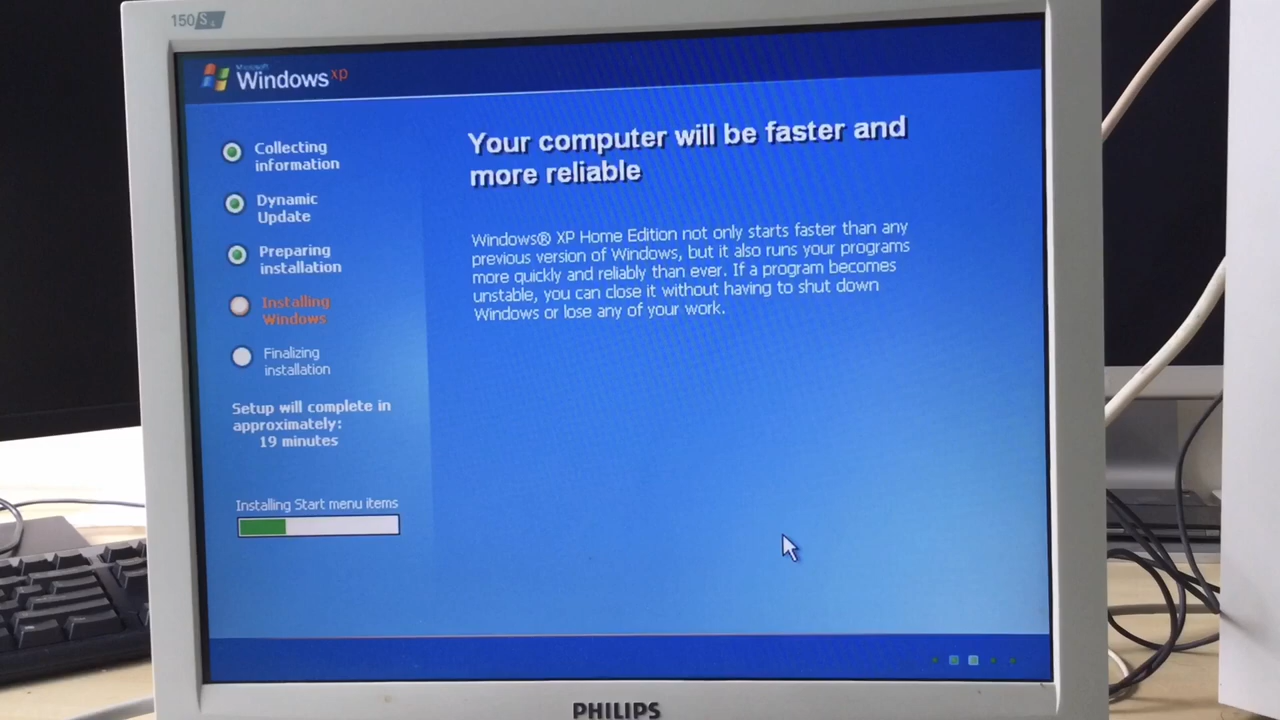 150S
Microsoft
Windows xp
Collecting
information
Dynamic
Update
Preparing
installation
Installing
Windows
Finalizing
installation
Setup will complete in
approximately:
19 minutes
Installing Start menu items
Your computer will be faster and
more reliable
Windows® XP Home Edition not only starts faster than any
previous version of Windows, but it also runs your programs
more quickly and reliably than ever. If a program becomes
unstable, you can close it without having to shut down
Windows or lose any of your work.
PHILIPS